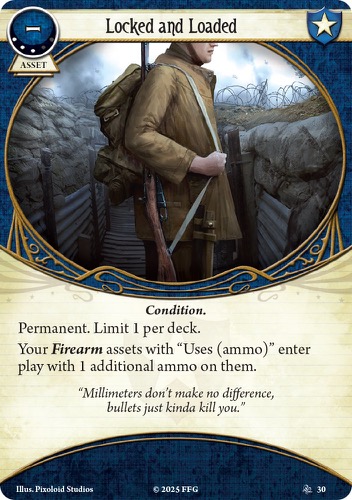 Locked and Loaded
–
ASSET
Condition.
Permanent. Limit 1 per deck.
Your Firearm assets with “Uses (ammo)” enter
play with 1 additional ammo on them.
“Millimeters don’t make no difference,
bullets just kinda kill you.”
Illus. Pixoloid Studios © 2025 FFG 30